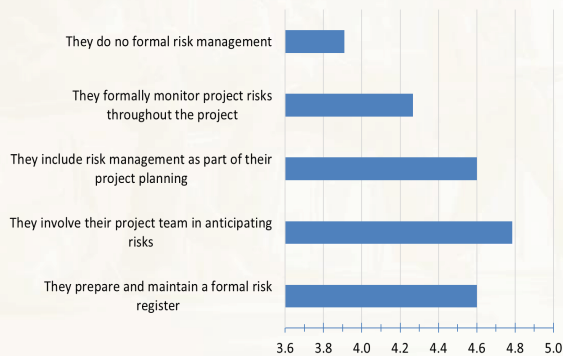 They do no formal risk management
They formally monitor project risks
throughout the project
They include risk management as part of their
project planning
They involve their project team in anticipating
risks
They prepare and maintain a formal risk
register
3.6 3.8 4.0 4.2 4.4 4.6 4.8 5.0